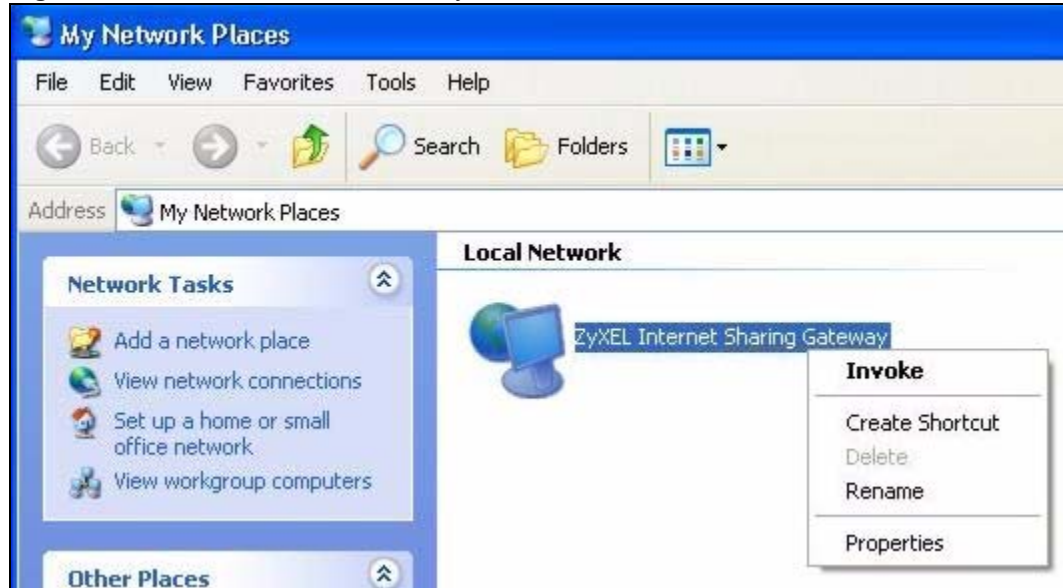 My Network Places
File Edit View Favorites Tools Help
Back Search Folders
Address My Network Places
Network Tasks
Add a network place
View network connections
Set up a home or small
office network
View workgroup computers
Other Places
Local Network
ZyXEL Internet Sharing Gateway
Invoke
Create Shortcut
Delete
Rename
Properties